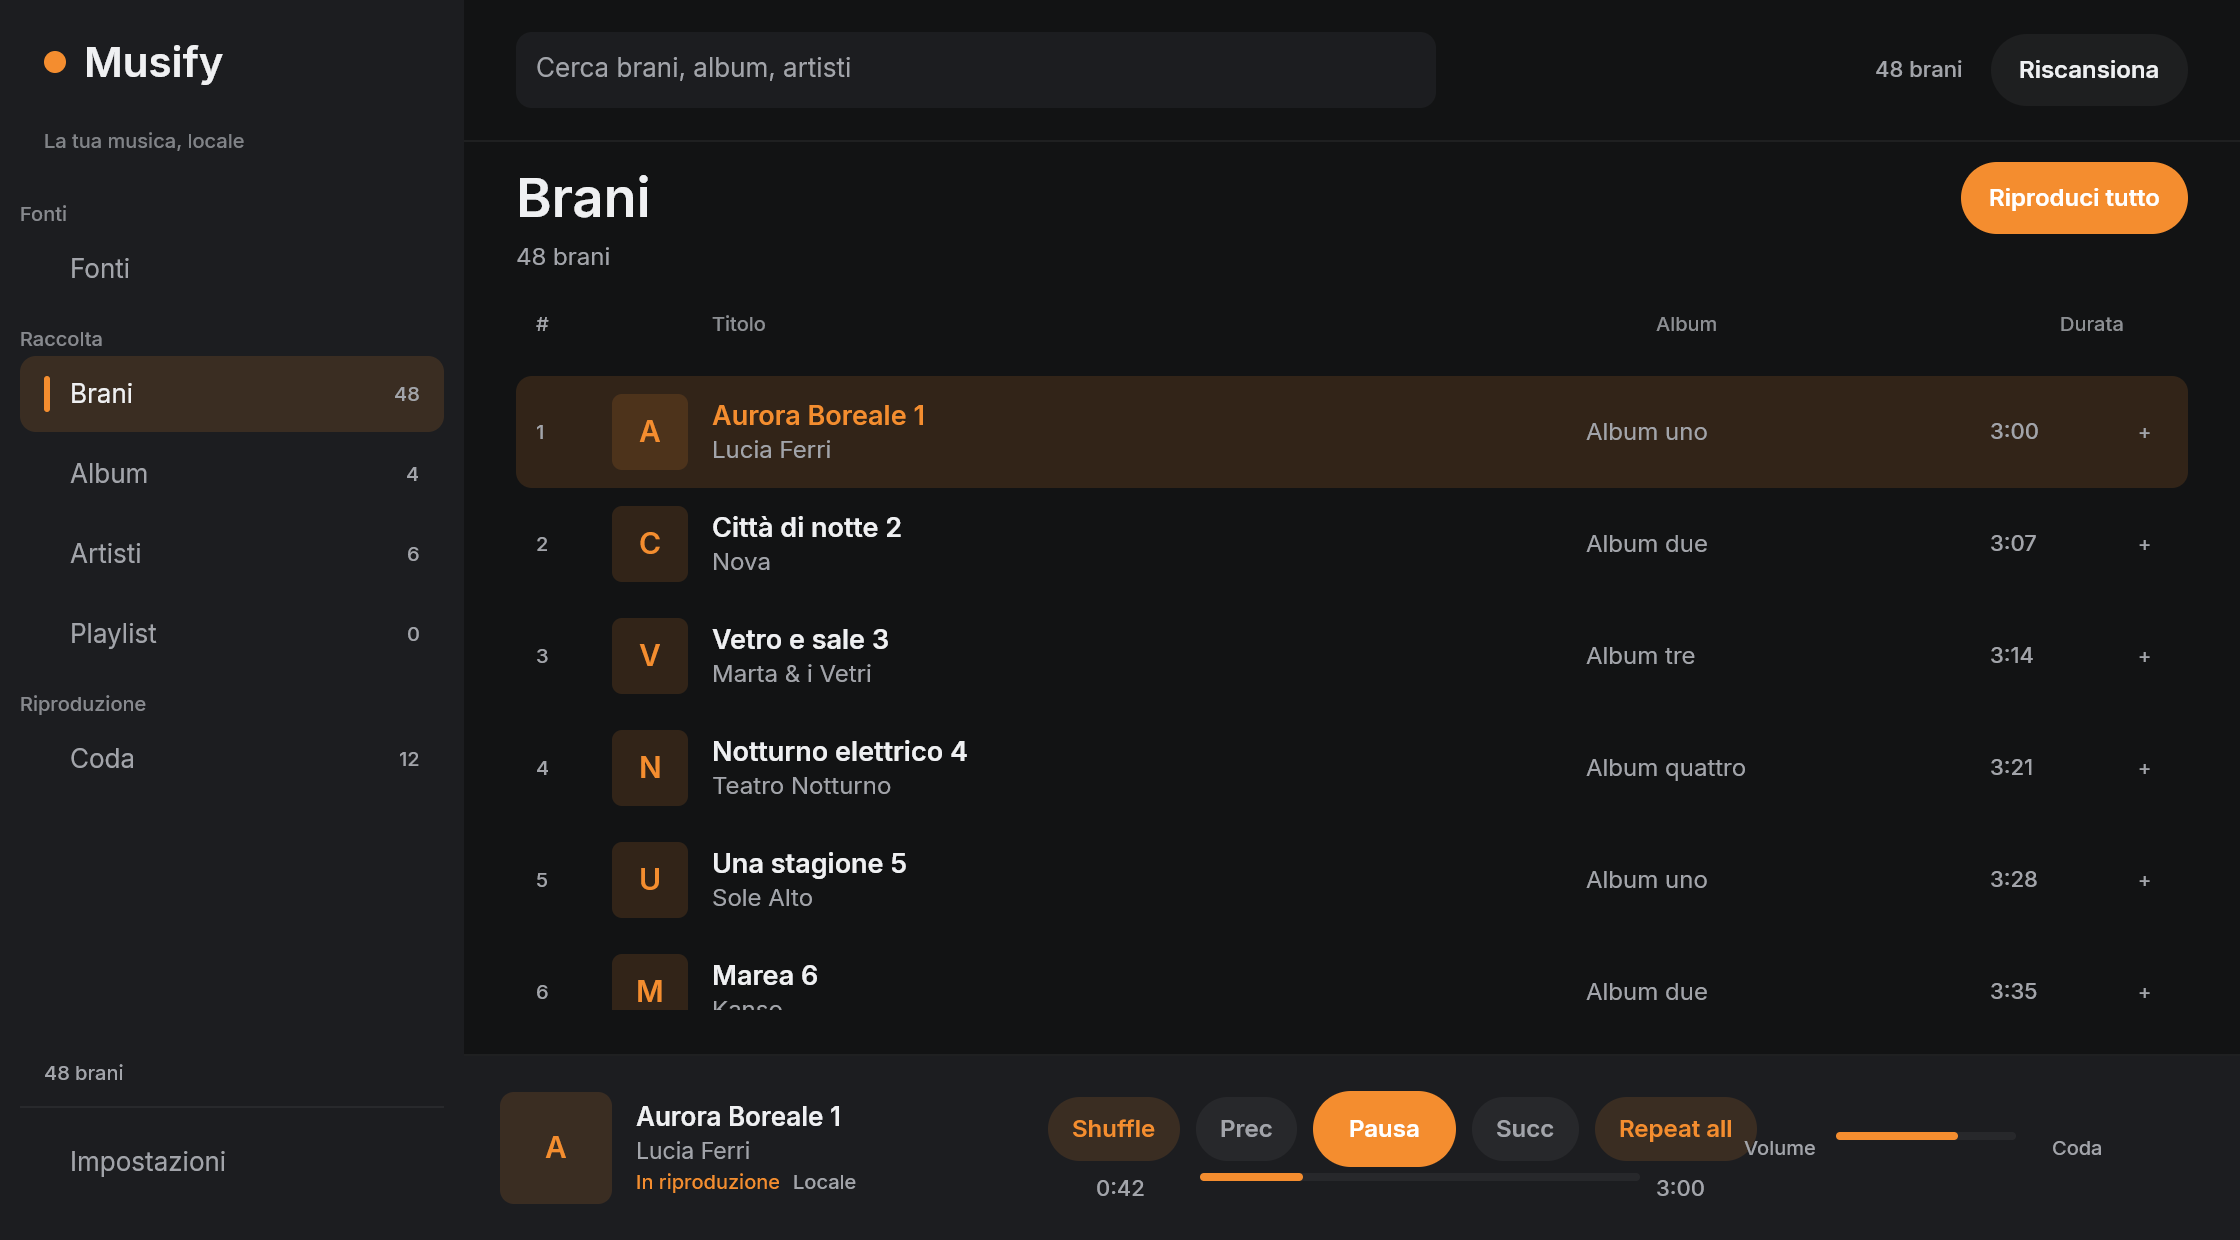 Musify
La tua musica, locale
Fonti
Fonti
Raccolta
Brani 48
Album 4
Artisti 6
Playlist 0
Riproduzione
Coda 12
48 brani
Impostazioni
Cerca brani, album, artisti
48 brani
Riscansiona
Brani
Riproduci tutto
48 brani
# Titolo Album Durata
1 A Aurora Boreale 1 Album uno 3:00 +
Lucia Ferri
2 C Città di notte 2 Album due 3:07 +
Nova
3 V Vetro e sale 3 Album tre 3:14 +
Marta & i Vetri
4 N Notturno elettrico 4 Album quattro 3:21 +
Teatro Notturno
5 U Una stagione 5 Album uno 3:28 +
Sole Alto
6 M Marea 6 Album due 3:35 +
Kanso
A
Aurora Boreale 1
Lucia Ferri
In riproduzione Locale
Shuffle Prec Pausa Succ Repeat all
0:42 3:00
Volume Coda